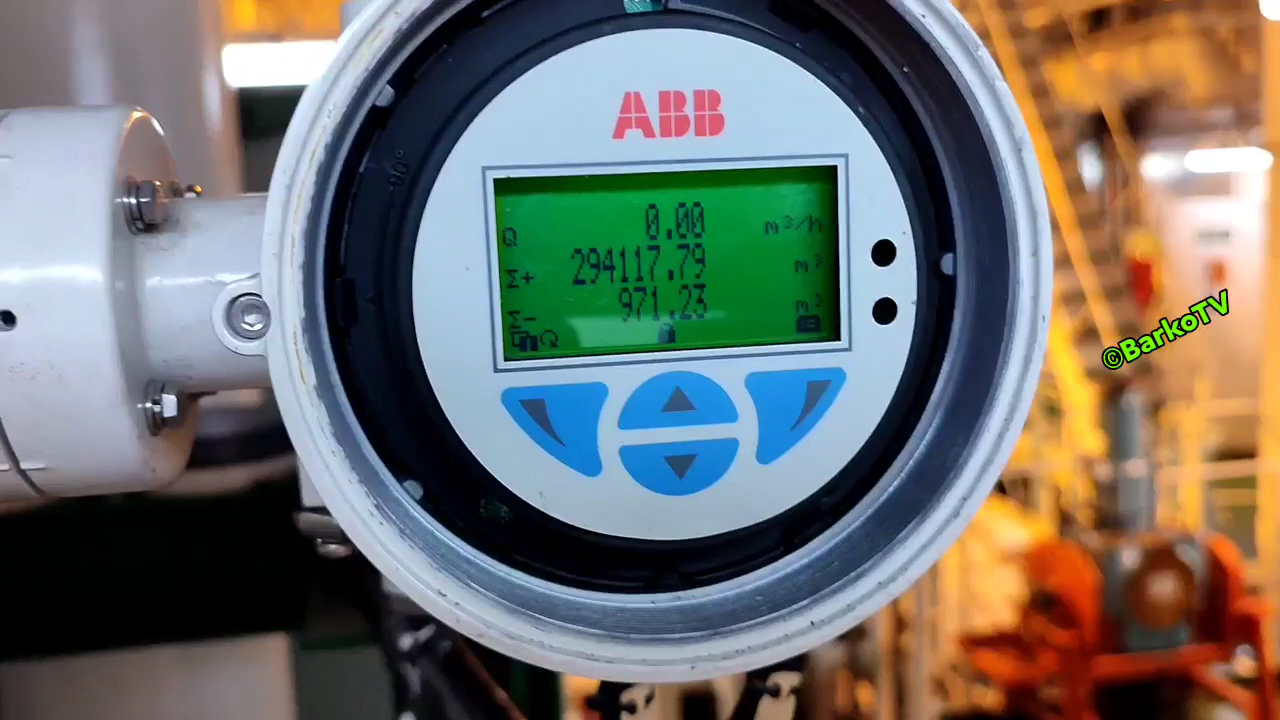 ABB
Q 0.00 m³/h
Σ+ 294117.79 m³
Σ- 971.23 m³
©BarkoTV